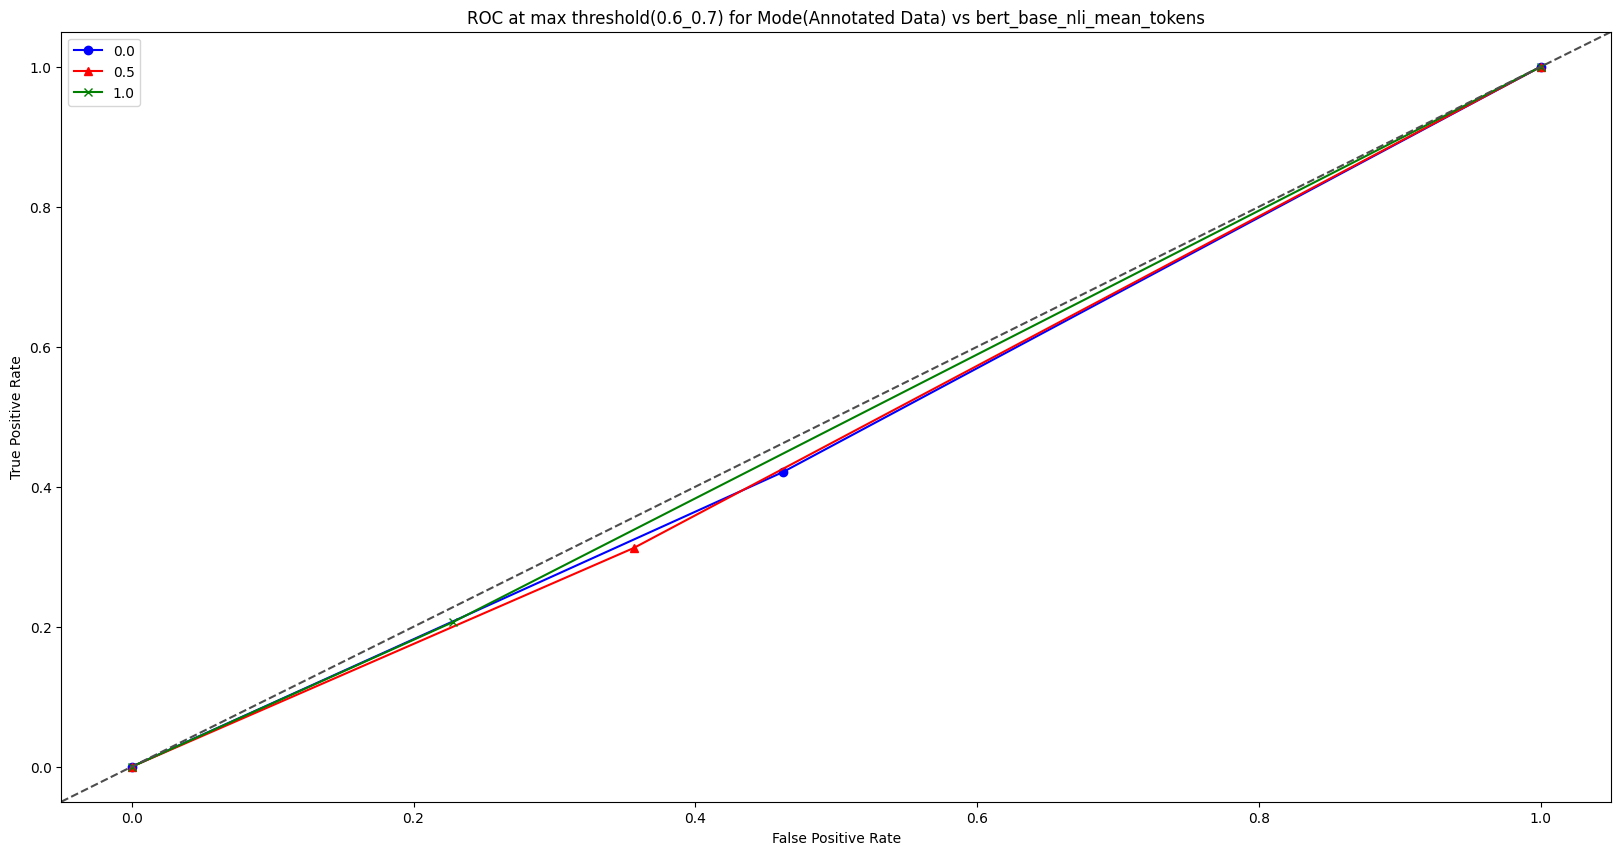 ROC at max threshold(0.6_0.7) for Mode(Annotated Data) vs bert_base_nli_mean_tokens
0.0
0.5
1.0
True Positive Rate
1.0
0.8
0.6
0.4
0.2
0.0
0.0 0.2 0.4 0.6 0.8 1.0
False Positive Rate